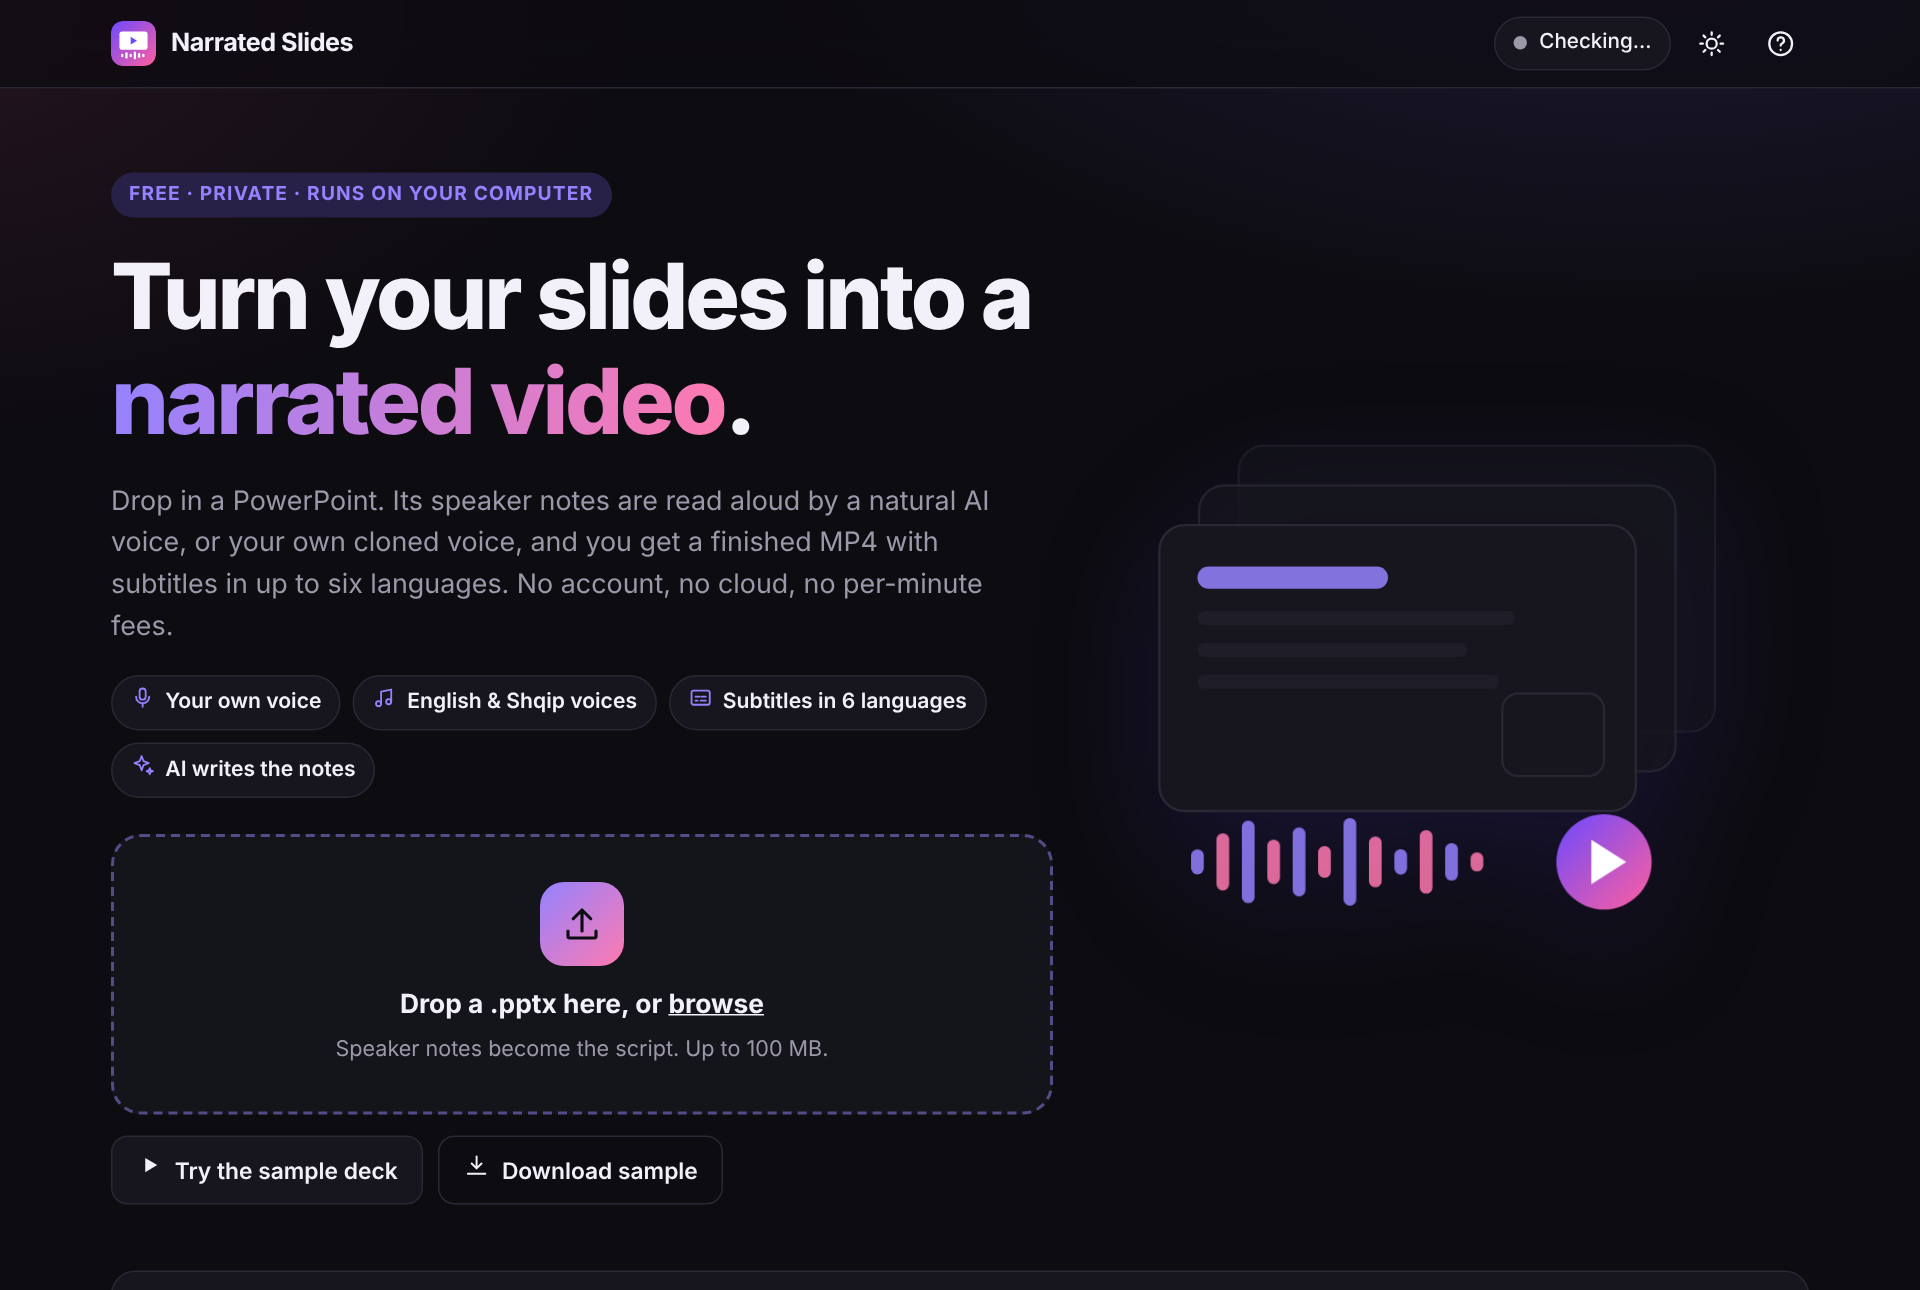 Narrated Slides
Checking...
FREE · PRIVATE · RUNS ON YOUR COMPUTER
Turn your slides into a
narrated video.
Drop in a PowerPoint. Its speaker notes are read aloud by a natural AI
voice, or your own cloned voice, and you get a finished MP4 with
subtitles in up to six languages. No account, no cloud, no per-minute
fees.
Your own voice
English & Shqip voices
Subtitles in 6 languages
AI writes the notes
Drop a .pptx here, or browse
Speaker notes become the script. Up to 100 MB.
Try the sample deck
Download sample